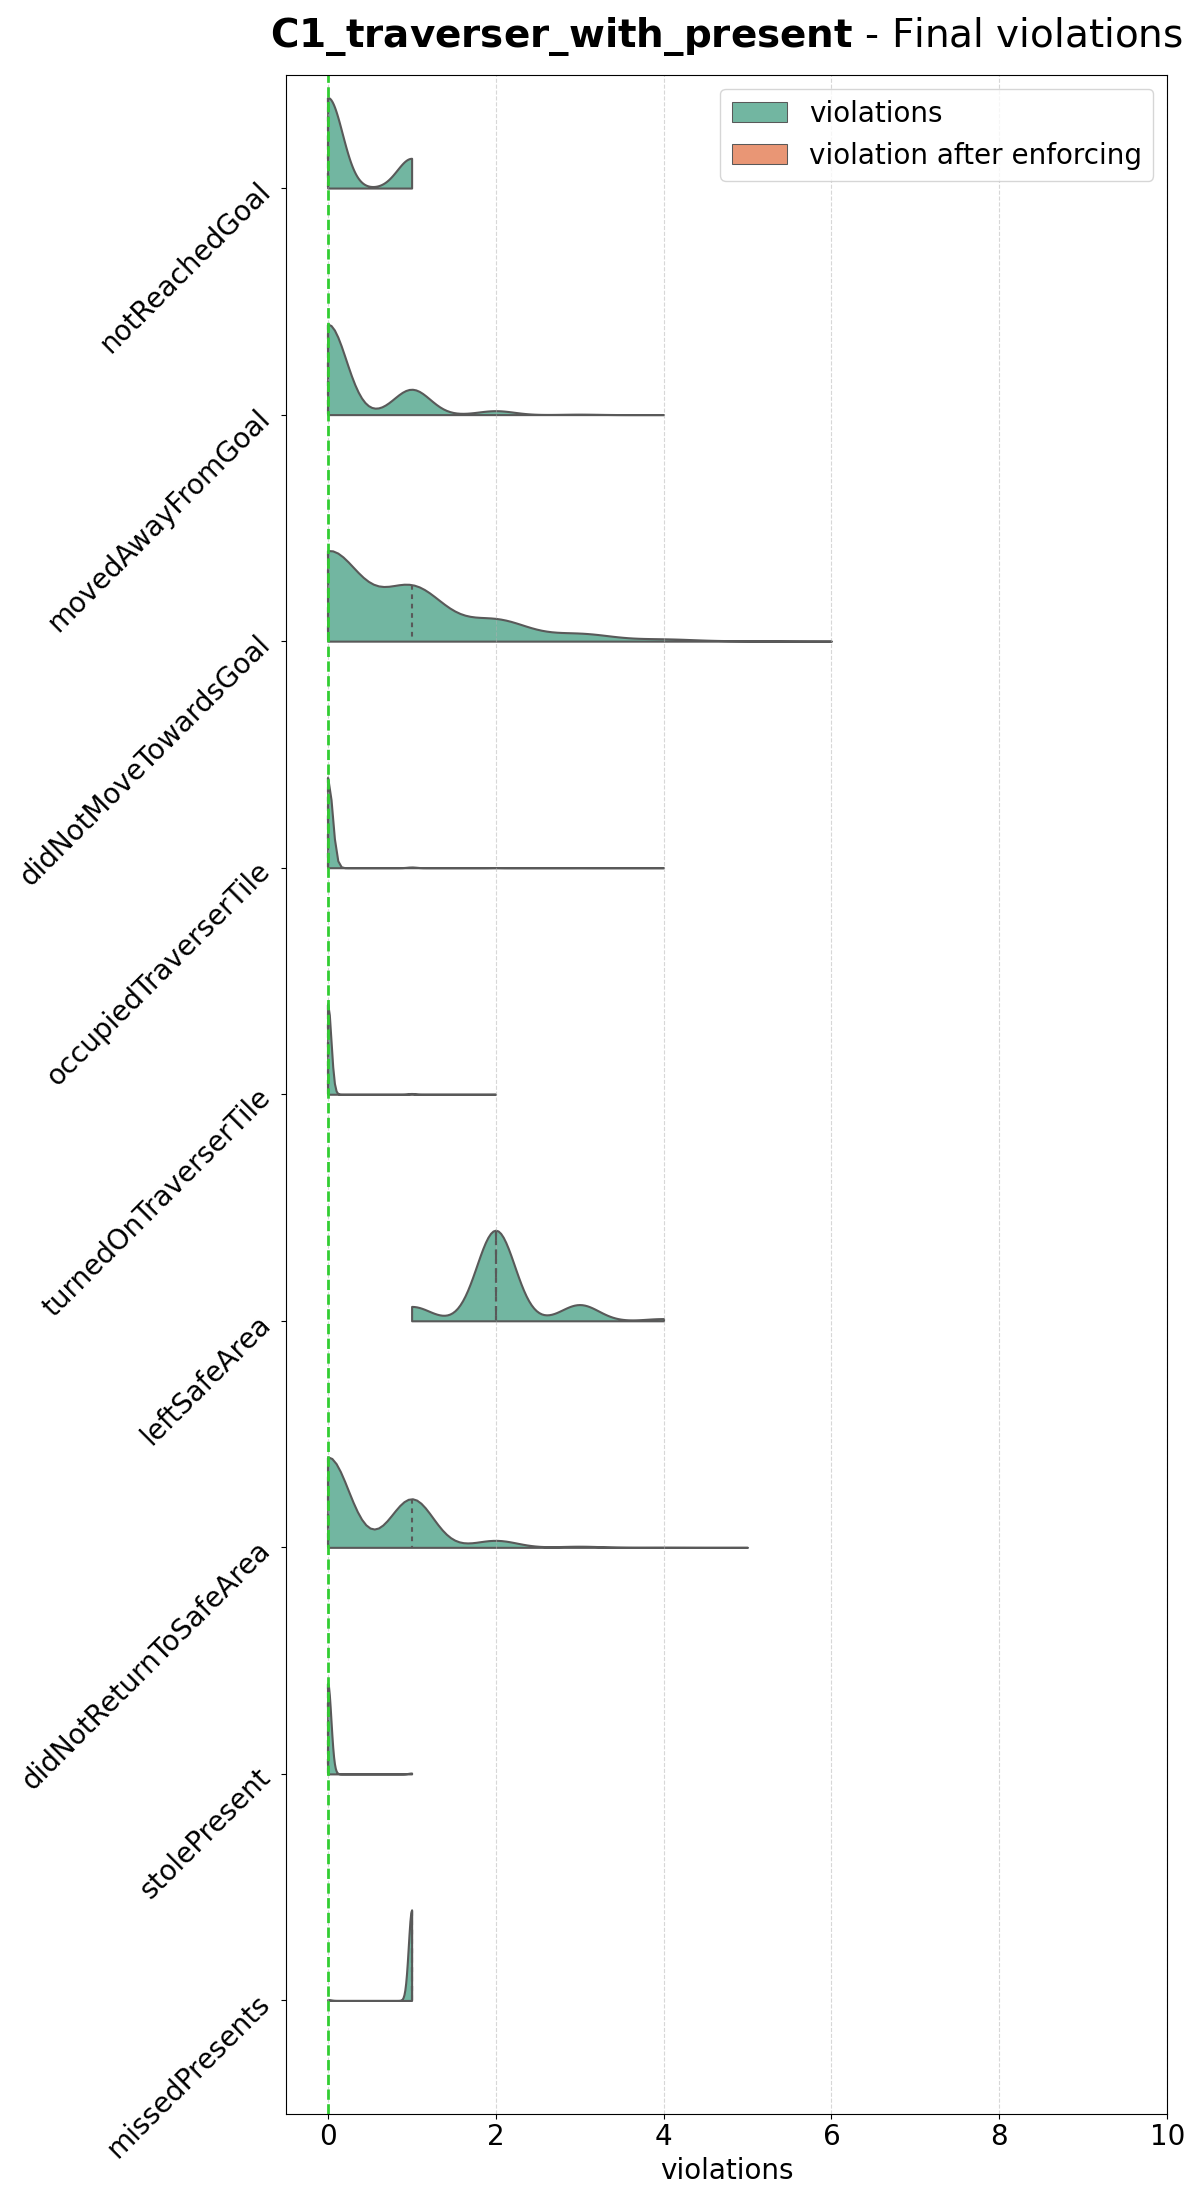 C1_traverser_with_present - Final violations
violations
violation after enforcing
notReachedGoal
movedAwayFromGoal
didNotMoveTowardsGoal
occupiedTraverserTile
turnedOnTraverserTile
leftSafeArea
didNotReturnToSafeArea
stolePresent
missedPresents
0 2 4 6 8 10
violations